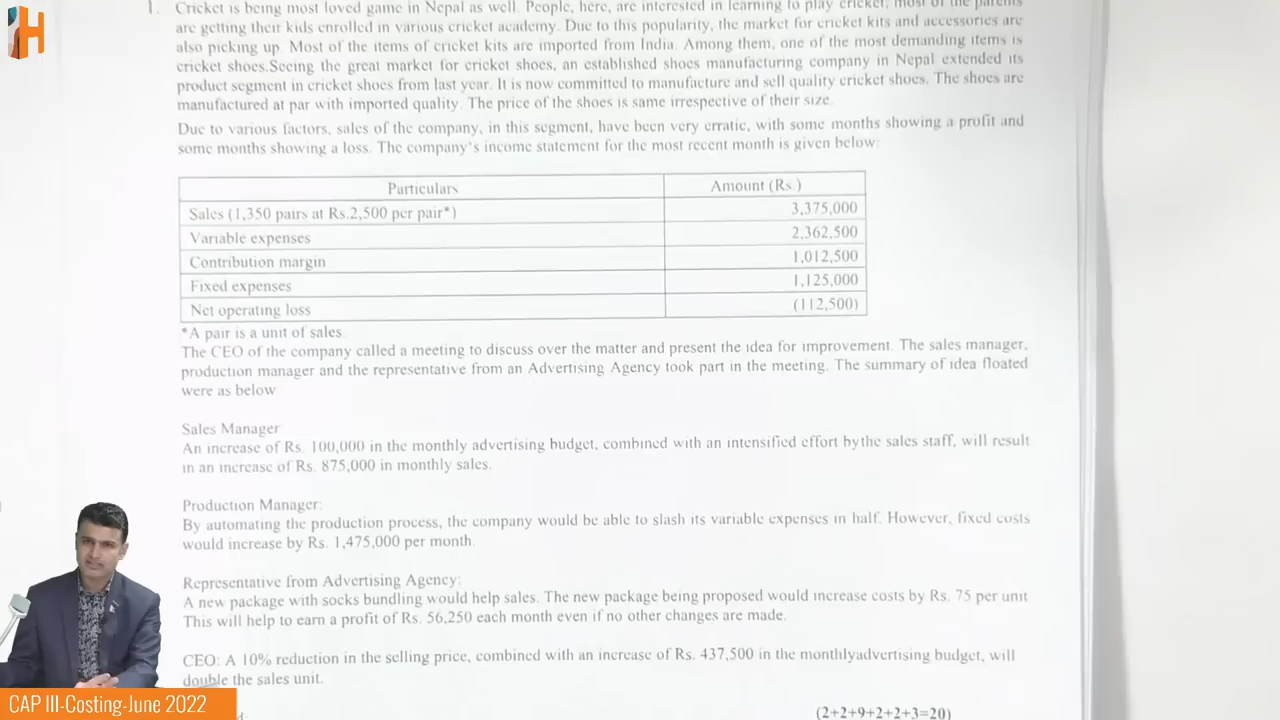 H
1. Cricket is being most loved game in Nepal as well. People, here, are interested in learning to play cricket, most of the parents
are getting their kids enrolled in various cricket academy. Due to this popularity, the market for cricket kits and accessories are
also picking up. Most of the items of cricket kits are imported from India. Among them, one of the most demanding items is
cricket shoes.Seeing the great market for cricket shoes, an established shoes manufacturing company in Nepal extended its
product segment in cricket shoes from last year. It is now committed to manufacture and sell quality cricket shoes. The shoes are
manufactured at par with imported quality. The price of the shoes is same irrespective of their size.
Due to various factors, sales of the company, in this segment, have been very erratic, with some months showing a profit and
some months showing a loss. The company's income statement for the most recent month is given below:
Particulars Amount (Rs.)
Sales (1,350 pairs at Rs.2,500 per pair*) 3,375,000
Variable expenses 2,362,500
Contribution margin 1,012,500
Fixed expenses 1,125,000
Net operating loss (112,500)
*A pair is a unit of sales.
The CEO of the company called a meeting to discuss over the matter and present the idea for improvement. The sales manager,
production manager and the representative from an Advertising Agency took part in the meeting. The summary of idea floated
were as below
Sales Manager
An increase of Rs. 100,000 in the monthly advertising budget, combined with an intensified effort bythe sales staff, will result
in an increase of Rs. 875,000 in monthly sales.
Production Manager:
By automating the production process, the company would be able to slash its variable expenses in half. However, fixed costs
would increase by Rs. 1,475,000 per month.
Representative from Advertising Agency:
A new package with socks bundling would help sales. The new package being proposed would increase costs by Rs. 75 per unit
This will help to earn a profit of Rs. 56,250 each month even if no other changes are made.
CEO: A 10% reduction in the selling price, combined with an increase of Rs. 437,500 in the monthlyadvertising budget, will
double the sales unit.
(2+2+9+2+2+3=20)
CAP III-Costing-June 2022